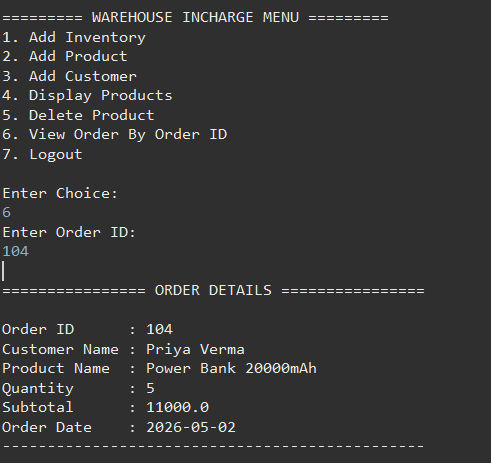 ========= WAREHOUSE INCHARGE MENU =========
1. Add Inventory
2. Add Product
3. Add Customer
4. Display Products
5. Delete Product
6. View Order By Order ID
7. Logout
Enter Choice:
6
Enter Order ID:
104
================ ORDER DETAILS ================
Order ID      : 104
Customer Name : Priya Verma
Product Name  : Power Bank 20000mAh
Quantity      : 5
Subtotal      : 11000.0
Order Date    : 2026-05-02
-----------------------------------------------